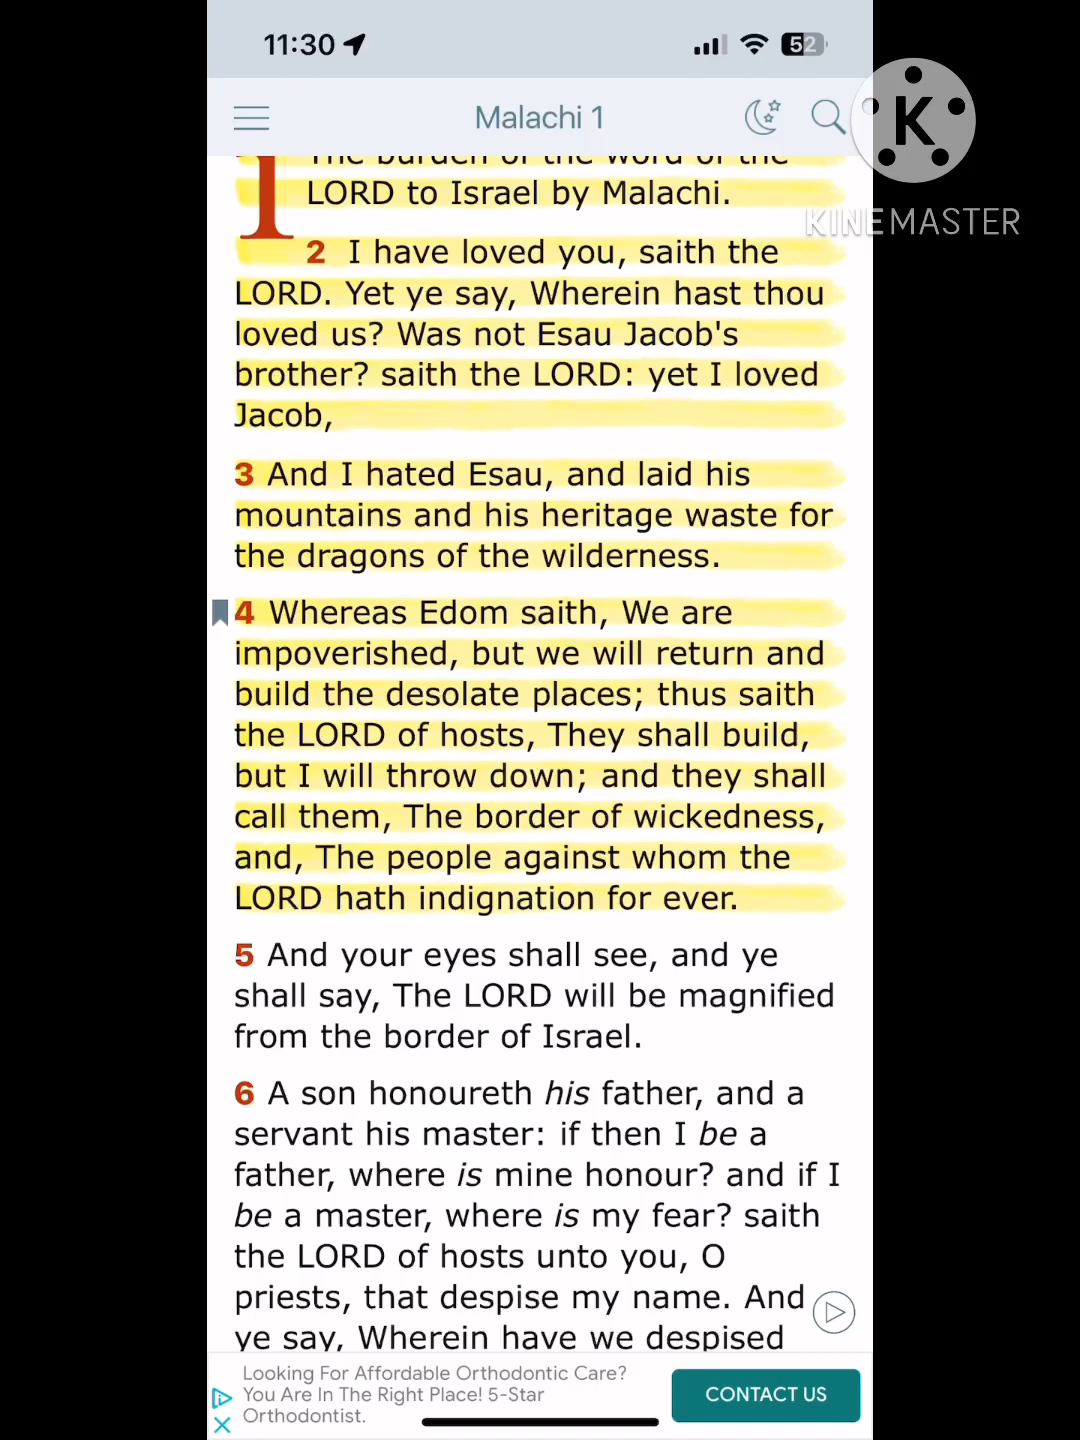 11:30
52
Malachi 1
K
KINEMASTER
1 The burden of the word of the
LORD to Israel by Malachi.
2 I have loved you, saith the
LORD. Yet ye say, Wherein hast thou
loved us? Was not Esau Jacob's
brother? saith the LORD: yet I loved
Jacob,
3 And I hated Esau, and laid his
mountains and his heritage waste for
the dragons of the wilderness.
4 Whereas Edom saith, We are
impoverished, but we will return and
build the desolate places; thus saith
the LORD of hosts, They shall build,
but I will throw down; and they shall
call them, The border of wickedness,
and, The people against whom the
LORD hath indignation for ever.
5 And your eyes shall see, and ye
shall say, The LORD will be magnified
from the border of Israel.
6 A son honoureth his father, and a
servant his master: if then I be a
father, where is mine honour? and if I
be a master, where is my fear? saith
the LORD of hosts unto you, O
priests, that despise my name. And
ye say, Wherein have we despised
Looking For Affordable Orthodontic Care?
You Are In The Right Place! 5-Star
Orthodontist.
CONTACT US